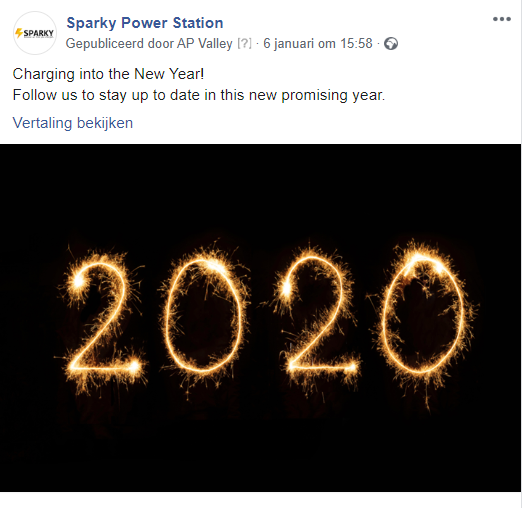 SPARKY
Sparky Power Station
Gepubliceerd door AP Valley [?] · 6 januari om 15:58 ·
Charging into the New Year!
Follow us to stay up to date in this new promising year.
Vertaling bekijken
2020